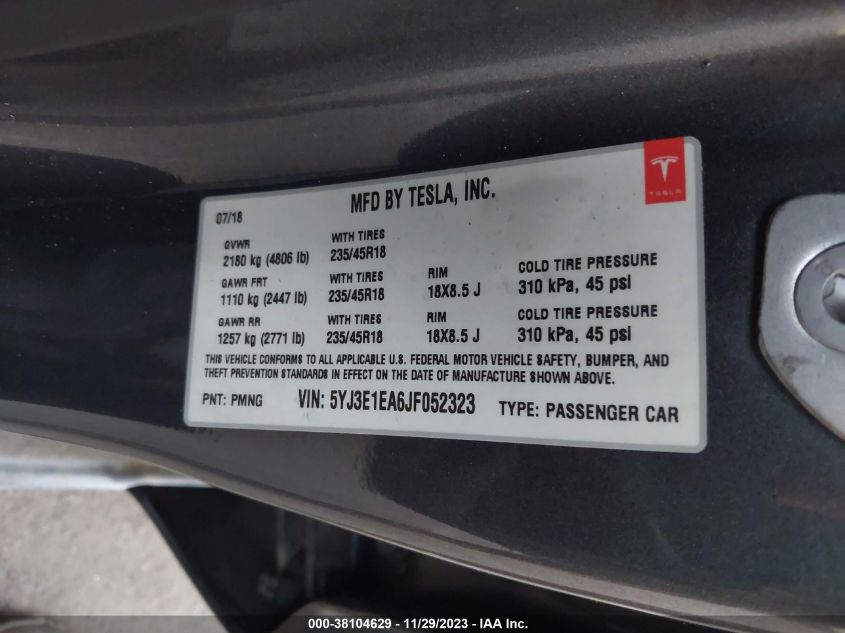 MFD BY TESLA, INC.
TESLA
07/18
GVWR
2180 kg (4806 lb)
WITH TIRES
235/45R18
GAWR FRT
1110 kg (2447 lb)
WITH TIRES
235/45R18
RIM
18X8.5 J
COLD TIRE PRESSURE
310 kPa, 45 psi
GAWR RR
1257 kg (2771 lb)
WITH TIRES
235/45R18
RIM
18X8.5 J
COLD TIRE PRESSURE
310 kPa, 45 psi
THIS VEHICLE CONFORMS TO ALL APPLICABLE U.S. FEDERAL MOTOR VEHICLE SAFETY, BUMPER, AND
THEFT PREVENTION STANDARDS IN EFFECT ON THE DATE OF MANUFACTURE SHOWN ABOVE.
PNT: PMNG
VIN: 5YJ3E1EA6JF052323
TYPE: PASSENGER CAR
000-38104629 - 11/29/2023 - IAA Inc.